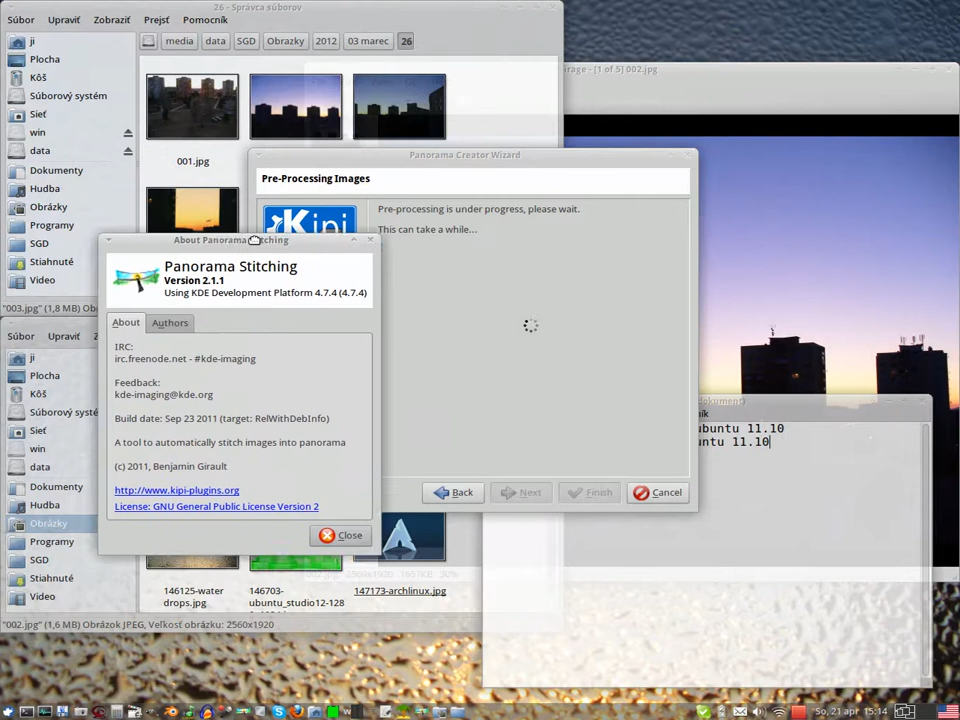 26 - Správca súborov
Súbor Upraviť Zobraziť Prejsť Pomocník
media data SGD Obrazky 2012 03 marec 26
ji
Plocha
Kôš
Súborový systém
Sieť
win
data
Dokumenty
Hudba
Obrázky
Programy
SGD
Stiahnuté
Video
001.jpg
"003.jpg" (1,8 MB) Ob
irage - [1 of 5] 002.jpg
Panorama Creator Wizard
Pre-Processing Images
Kipi
Pre-processing is under progress, please wait.
This can take a while...
Back Next Finish Cancel
About Panorama Stitching
Panorama Stitching
Version 2.1.1
Using KDE Development Platform 4.7.4 (4.7.4)
About Authors
IRC:
irc.freenode.net - #kde-imaging
Feedback:
kde-imaging@kde.org
Build date: Sep 23 2011 (target: RelWithDebInfo)
A tool to automatically stitch images into panorama
(c) 2011, Benjamin Girault
http://www.kipi-plugins.org
License: GNU General Public License Version 2
Close
Súbor Upraviť
ji
Plocha
Kôš
Súborový systé
Sieť
win
data
Dokumenty
Hudba
Obrázky
Programy
SGD
Stiahnuté
Video
146125-water
drops.jpg
146703-
ubuntu_studio12-128
147173-archlinux.jpg
"002.jpg" (1,6 MB) Obrázok JPEG, Veľkosť obrázku: 2560x1920
dokument)
ník
ubuntu 11.10
untu 11.10
So, 21 apr 15:14